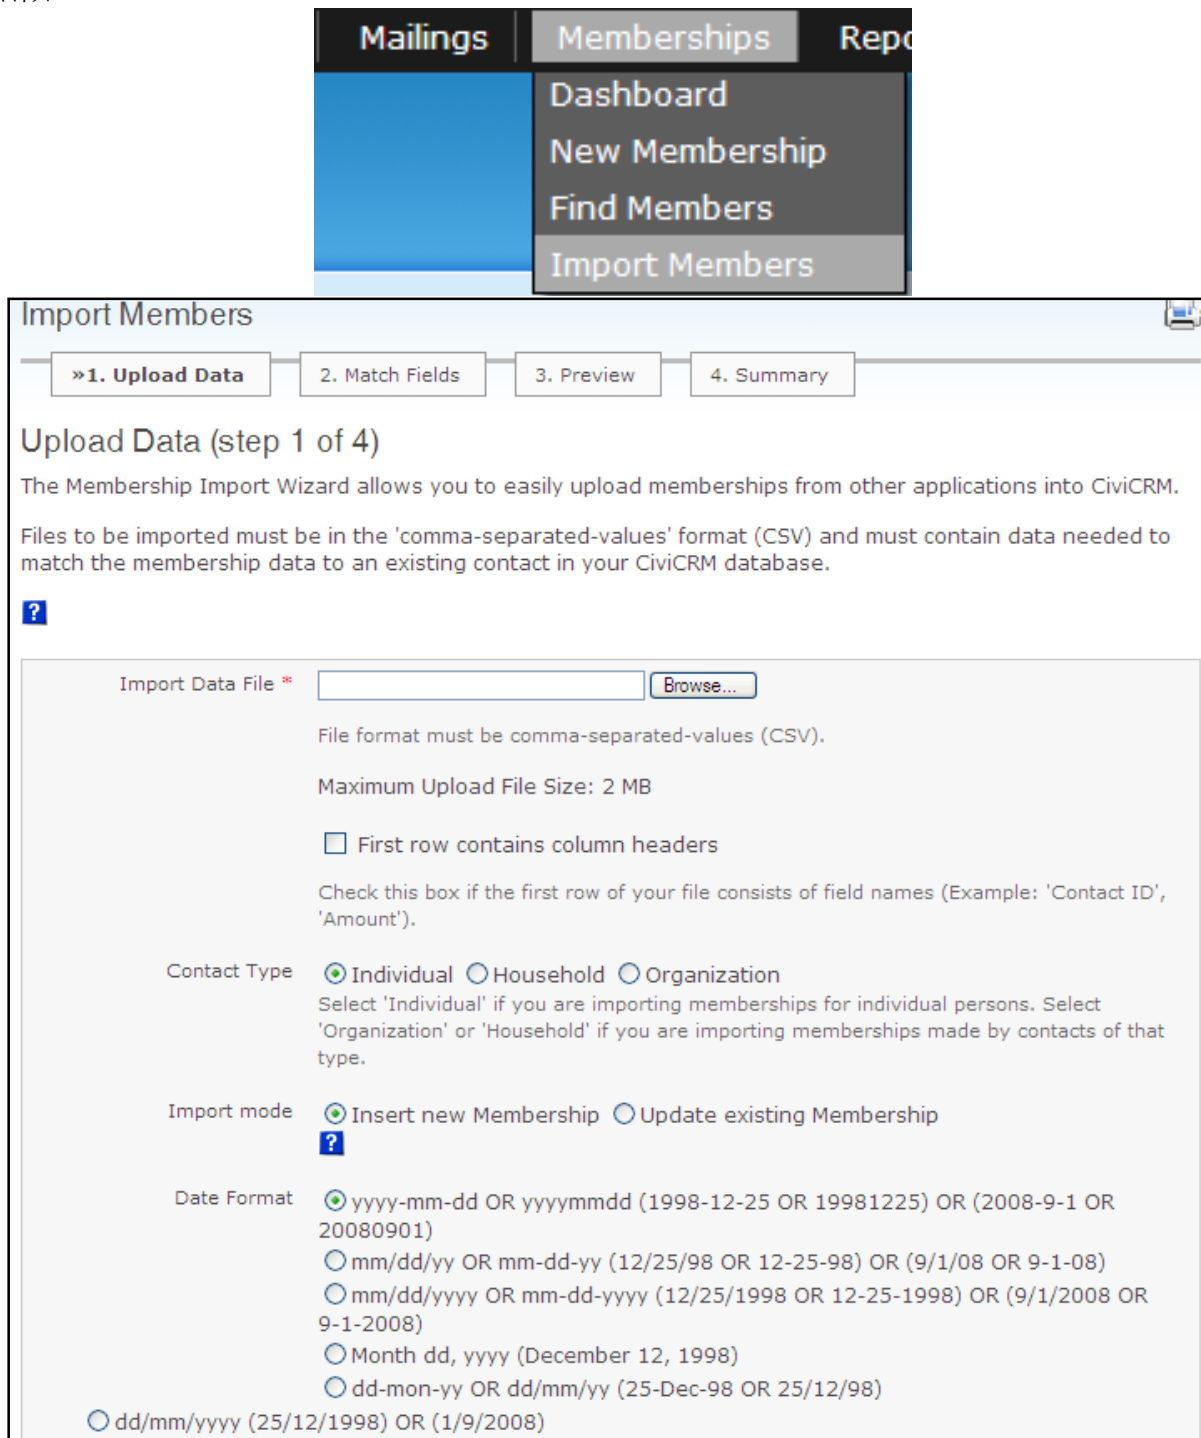 Mailings Memberships
Dashboard
New Membership
Find Members
Import Members
Import Members
»1. Upload Data 2. Match Fields 3. Preview 4. Summary
Upload Data (step 1 of 4)
The Membership Import Wizard allows you to easily upload memberships from other applications into CiviCRM.
Files to be imported must be in the 'comma-separated-values' format (CSV) and must contain data needed to
match the membership data to an existing contact in your CiviCRM database.
?
Import Data File * Browse...
File format must be comma-separated-values (CSV).
Maximum Upload File Size: 2 MB
First row contains column headers
Check this box if the first row of your file consists of field names (Example: 'Contact ID',
'Amount').
Contact Type Individual Household Organization
Select 'Individual' if you are importing memberships for individual persons. Select
'Organization' or 'Household' if you are importing memberships made by contacts of that
type.
Import mode Insert new Membership Update existing Membership
?
Date Format yyyy-mm-dd OR yyyymmdd (1998-12-25 OR 19981225) OR (2008-9-1 OR
20080901)
mm/dd/yy OR mm-dd-yy (12/25/98 OR 12-25-98) OR (9/1/08 OR 9-1-08)
mm/dd/yyyy OR mm-dd-yyyy (12/25/1998 OR 12-25-1998) OR (9/1/2008 OR
9-1-2008)
Month dd, yyyy (December 12, 1998)
dd-mon-yy OR dd/mm/yy (25-Dec-98 OR 25/12/98)
dd/mm/yyyy (25/12/1998) OR (1/9/2008)